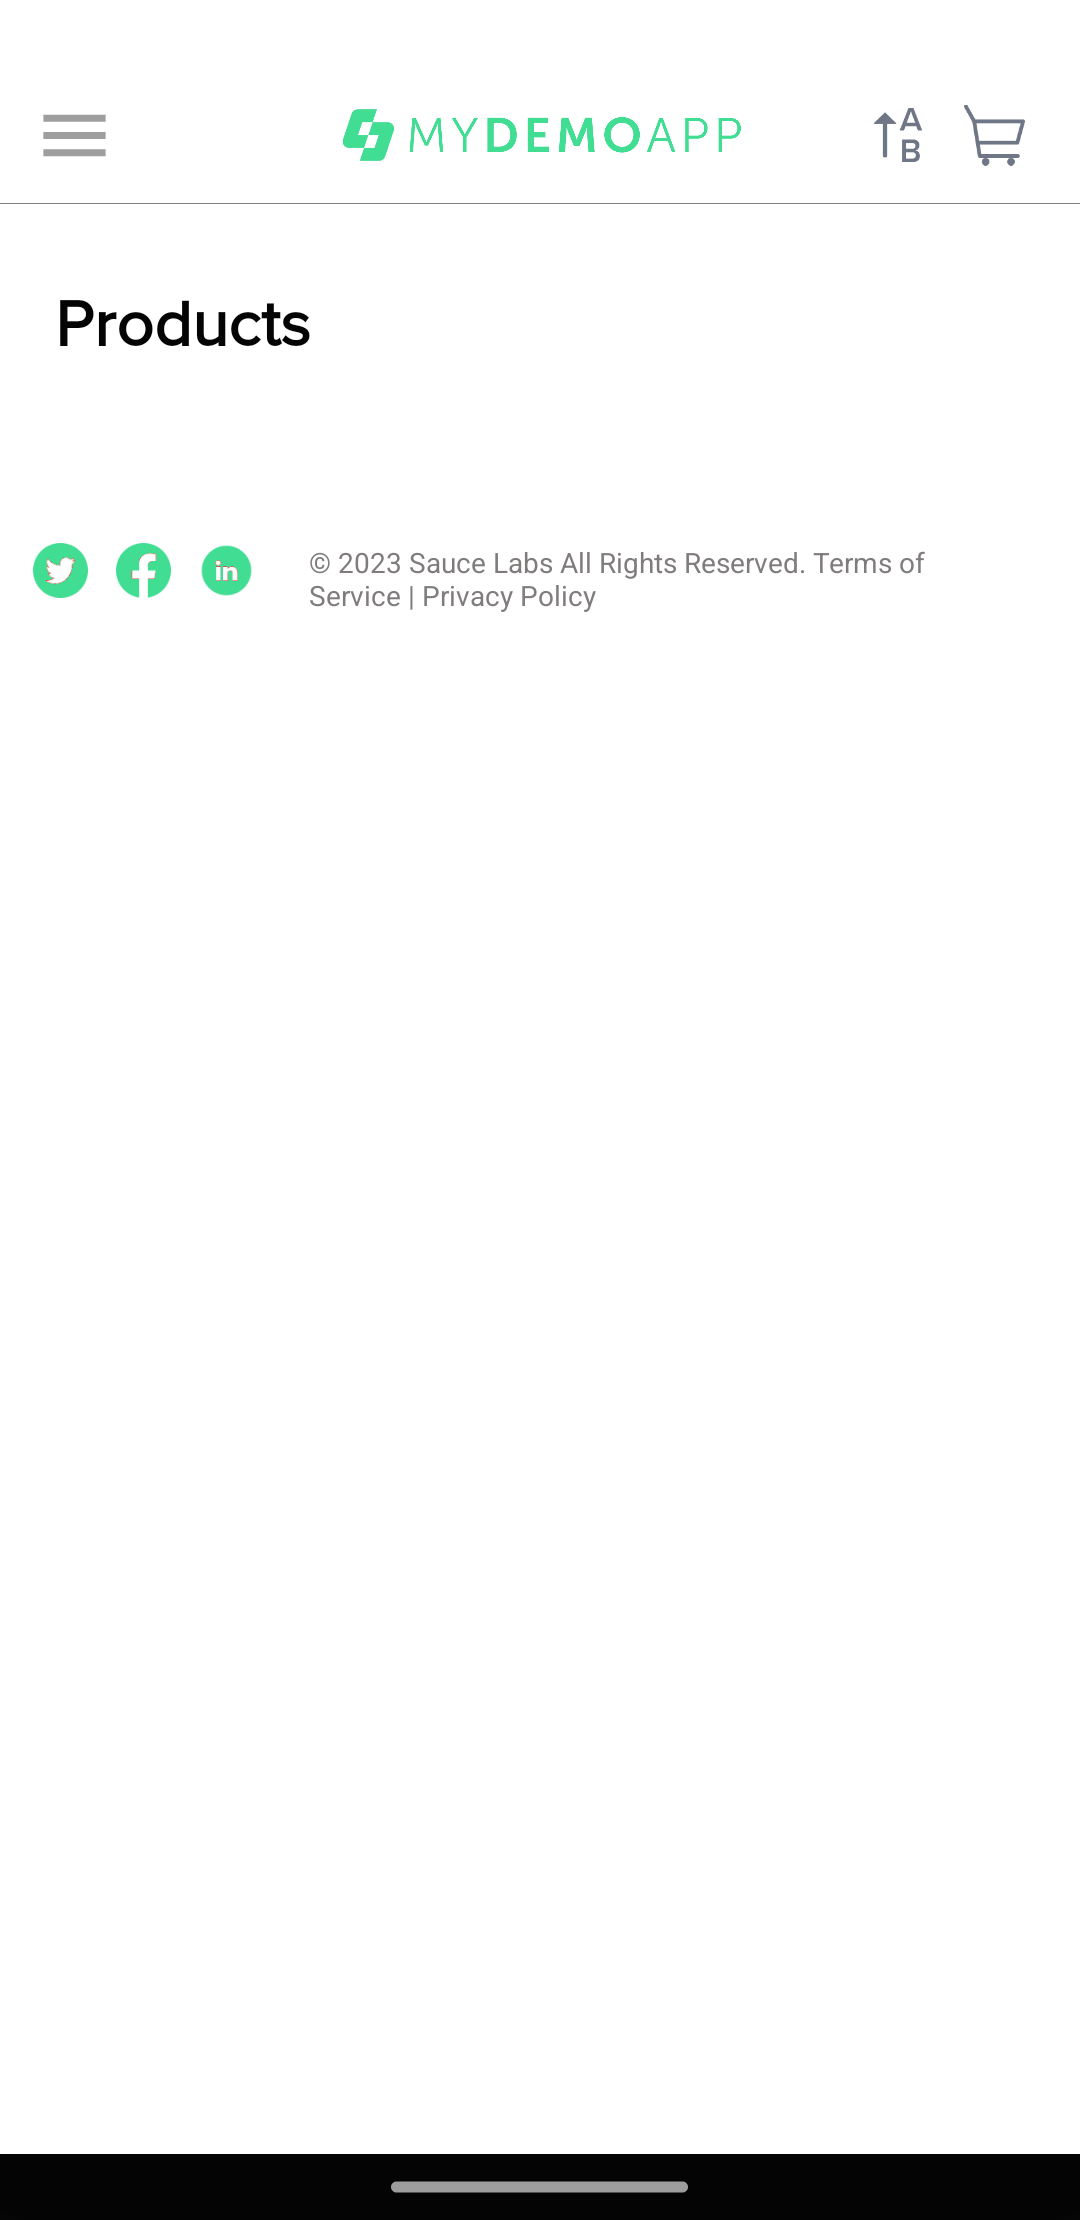 MYDEMOAPP
A
B
Products
in
© 2023 Sauce Labs All Rights Reserved. Terms of
Service | Privacy Policy